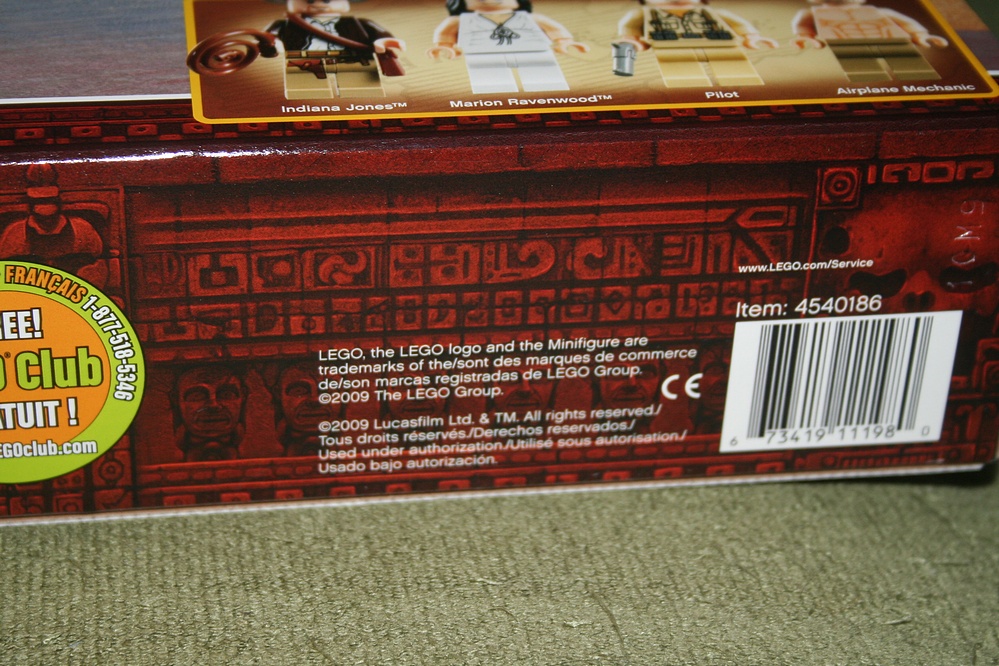 Indiana Jones™
Marion Ravenwood™
Pilot
Airplane Mechanic
FRANÇAIS 1-877-518-5346
EE!
Club
TUIT !
EGOclub.com
www.LEGO.com/Service
Item: 4540186
LEGO, the LEGO logo and the Minifigure are
trademarks of the/sont des marques de commerce
de/son marcas registradas de LEGO Group.
©2009 The LEGO Group.
CE
©2009 Lucasfilm Ltd. & TM. All rights reserved./
Tous droits réservés./Derechos reservados./
Used under authorization./Utilisé sous autorisation./
Usado bajo autorización.
6 73419 11198 0